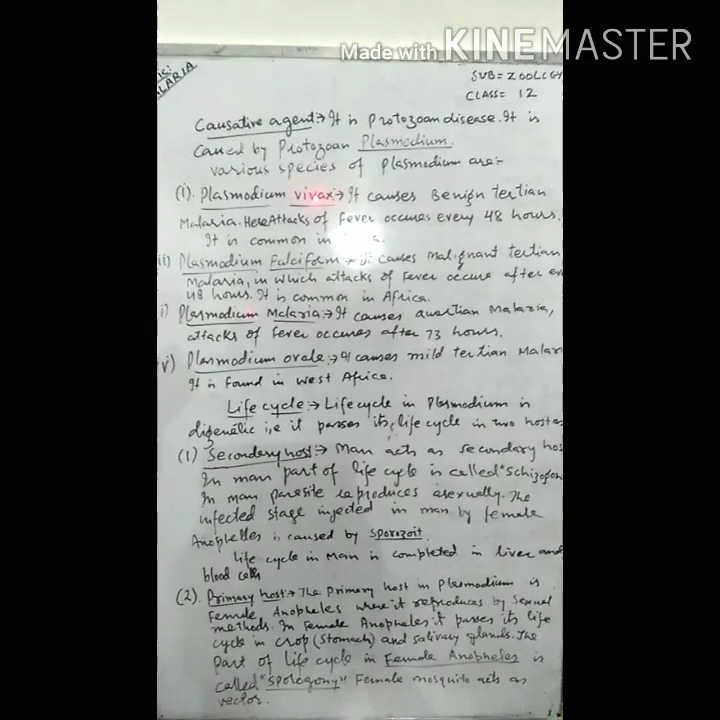 Made with KINEMASTER
IC:
ALARIA
SUB = ZOOLOGY
CLASS = 12
Causative agent :→ It is Protozoan disease. It is
caused by Protozoan Plasmodium.
various species of Plasmodium are:-
(i). Plasmodium vivax :→ It causes Benign tertian
Malaria. Here Attacks of Fever occures every 48 hours.
It is common in
ii) Plasmodium Falciform → It causes malignant tertian
Malaria, in which attacks of fever occure after ev
48 hours. It is common in Africa.
i) Plasmodium Malaria :→ It causes quartian Malaria,
attacks of fever occures after 73 hours.
v) Plasmodium ovale :→ It causes mild tertian Malar
It is found in west Africa.
Life cycle :→ Life cycle in Plasmodium is
digenetic i,e it passes its life cycle in two hosts
(1) Secondary host :→ Man acts as secondary hos
In man part of life cycle is called "Schizogon
In man parasite reproduces asexually. The
infected stage injected in man by female
Anophelles is caused by Sporozoit.
life cycle in Man is completed in liver and
blood cells
(2). Primary host :→ The Primary host in Plasmodium is
Female Anopheles where it reproduces by Sexual
methods. In Female Anopheles it passes its life
cycle in crop (stomach) and salivary glands. The
part of life cycle in Female Anopheles is
called "Sporogony" Female mosquito acts as
vector.